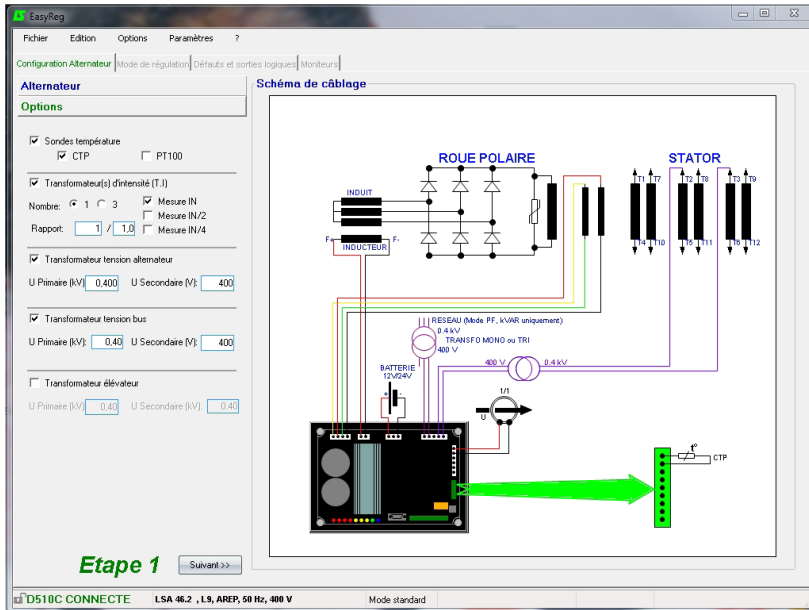 EasyReg
Fichier Edition Options Paramètres ?
Configuration Alternateur Mode de régulation Défauts et sorties logiques Moniteurs
Alternateur
Options
Sondes température
CTP PT100
Transformateur(s) d'intensité (T.I)
Nombre: 1 3 Mesure IN
Mesure IN/2
Rapport: 1 / 1,0 Mesure IN/4
Transformateur tension alternateur
U Primaire (kV): 0,400 U Secondaire (V): 400
Transformateur tension bus
U Primaire (kV): 0,40 U Secondaire (V): 400
Transformateur élévateur
U Primaire (kV) 0,40 U Secondaire (kV): 0,40
Etape 1 Suivant >>
Schéma de câblage
ROUE POLAIRE STATOR
INDUIT
F+ F-
INDUCTEUR
T1 T7 T2 T8 T3 T9
T4 T10 T5 T11 T6 T12
RESEAU (Mode PF, kVAR uniquement)
0.4 kV
TRANSFO MONO ou TRI
400 V
400 V 0.4 kV
BATTERIE
12V/24V
+ -
1/1
U
t°
CTP
D510C CONNECTE LSA 46.2 , L9, AREP, 50 Hz, 400 V Mode standard